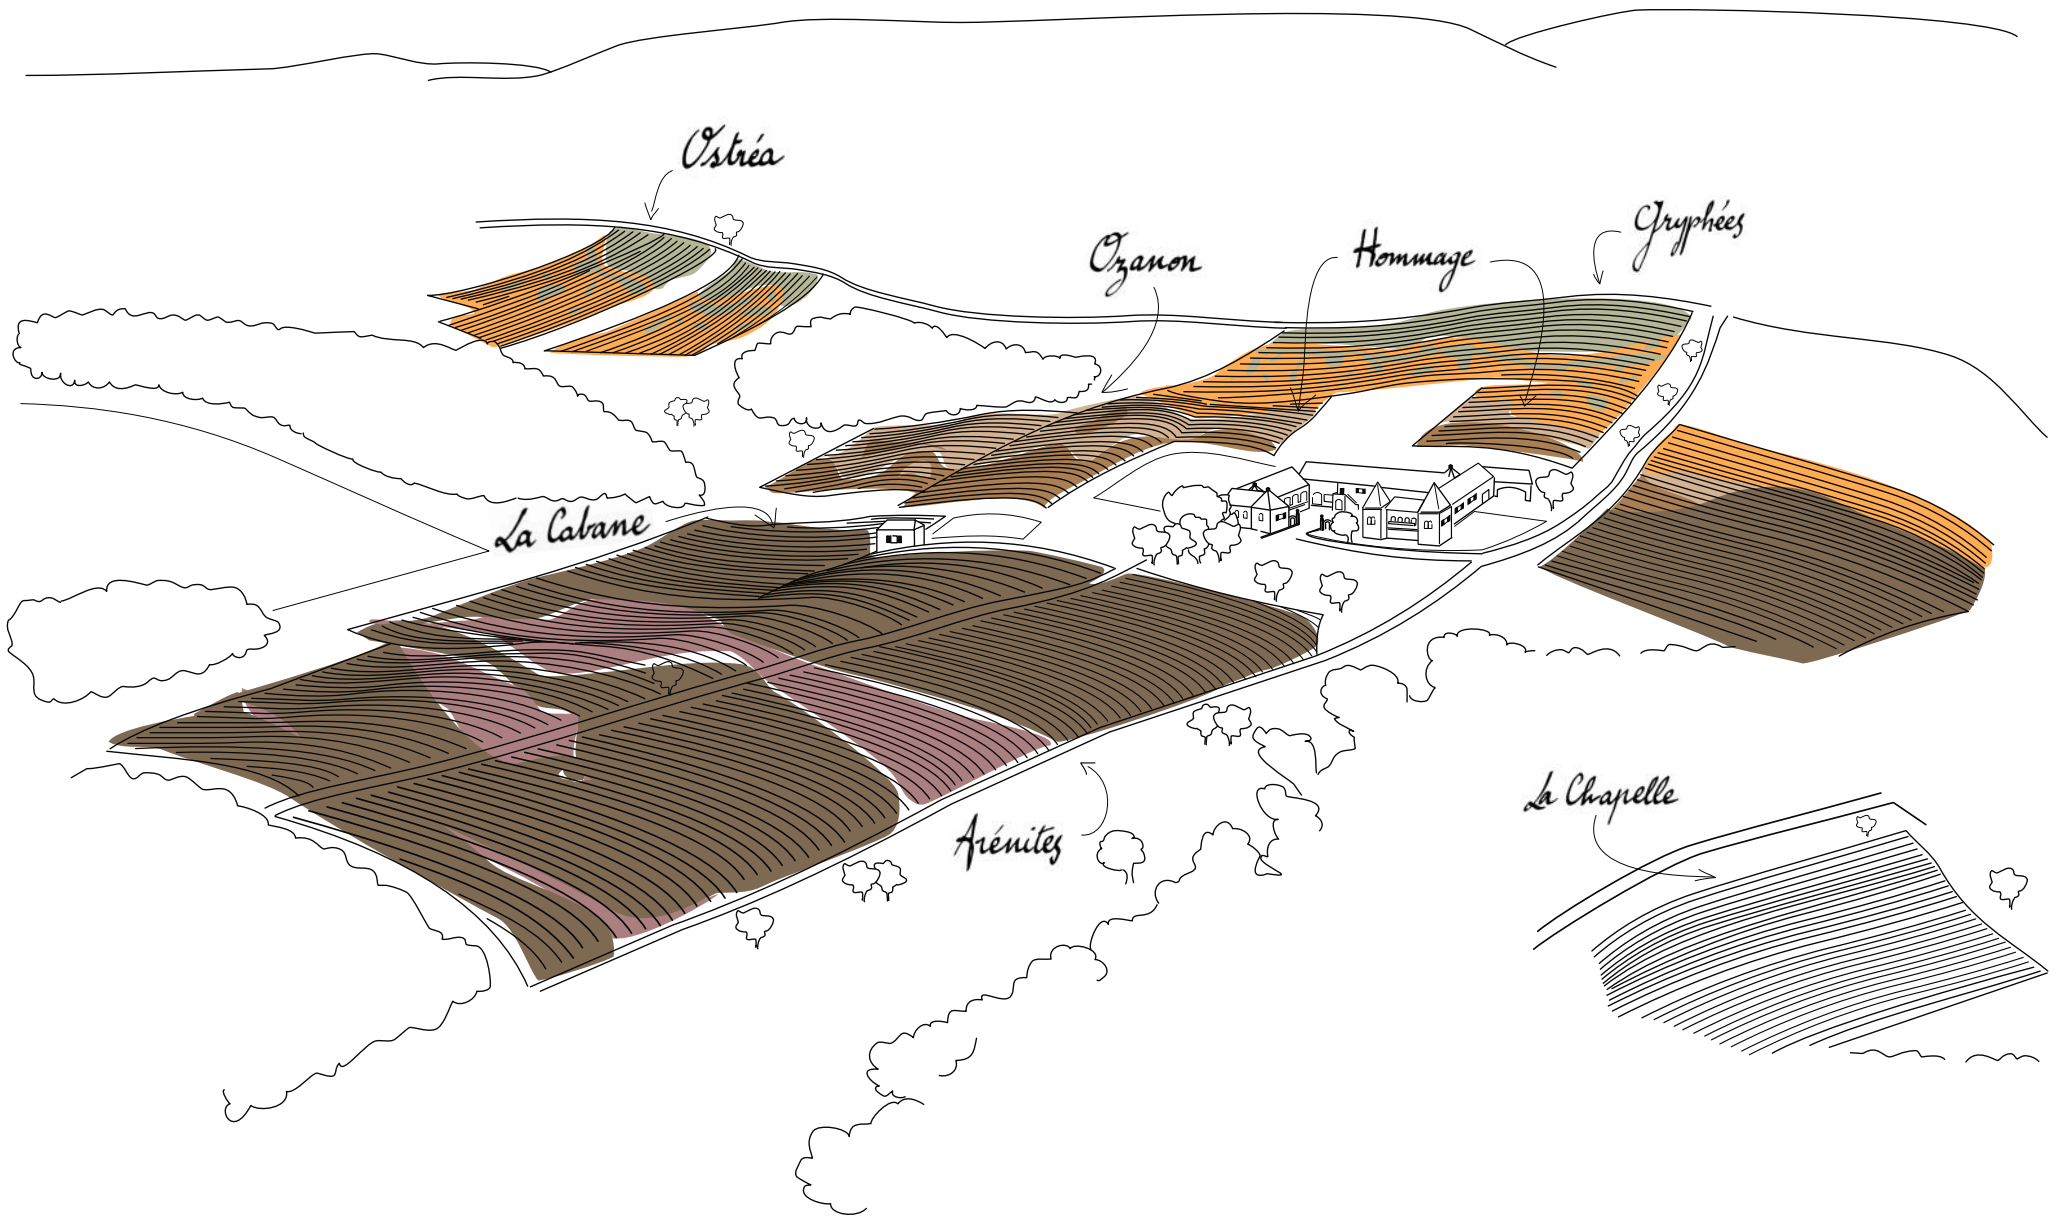 Ostréa
Gryphées
Ozanon
Hommage
La Cabane
La Chapelle
Arénites